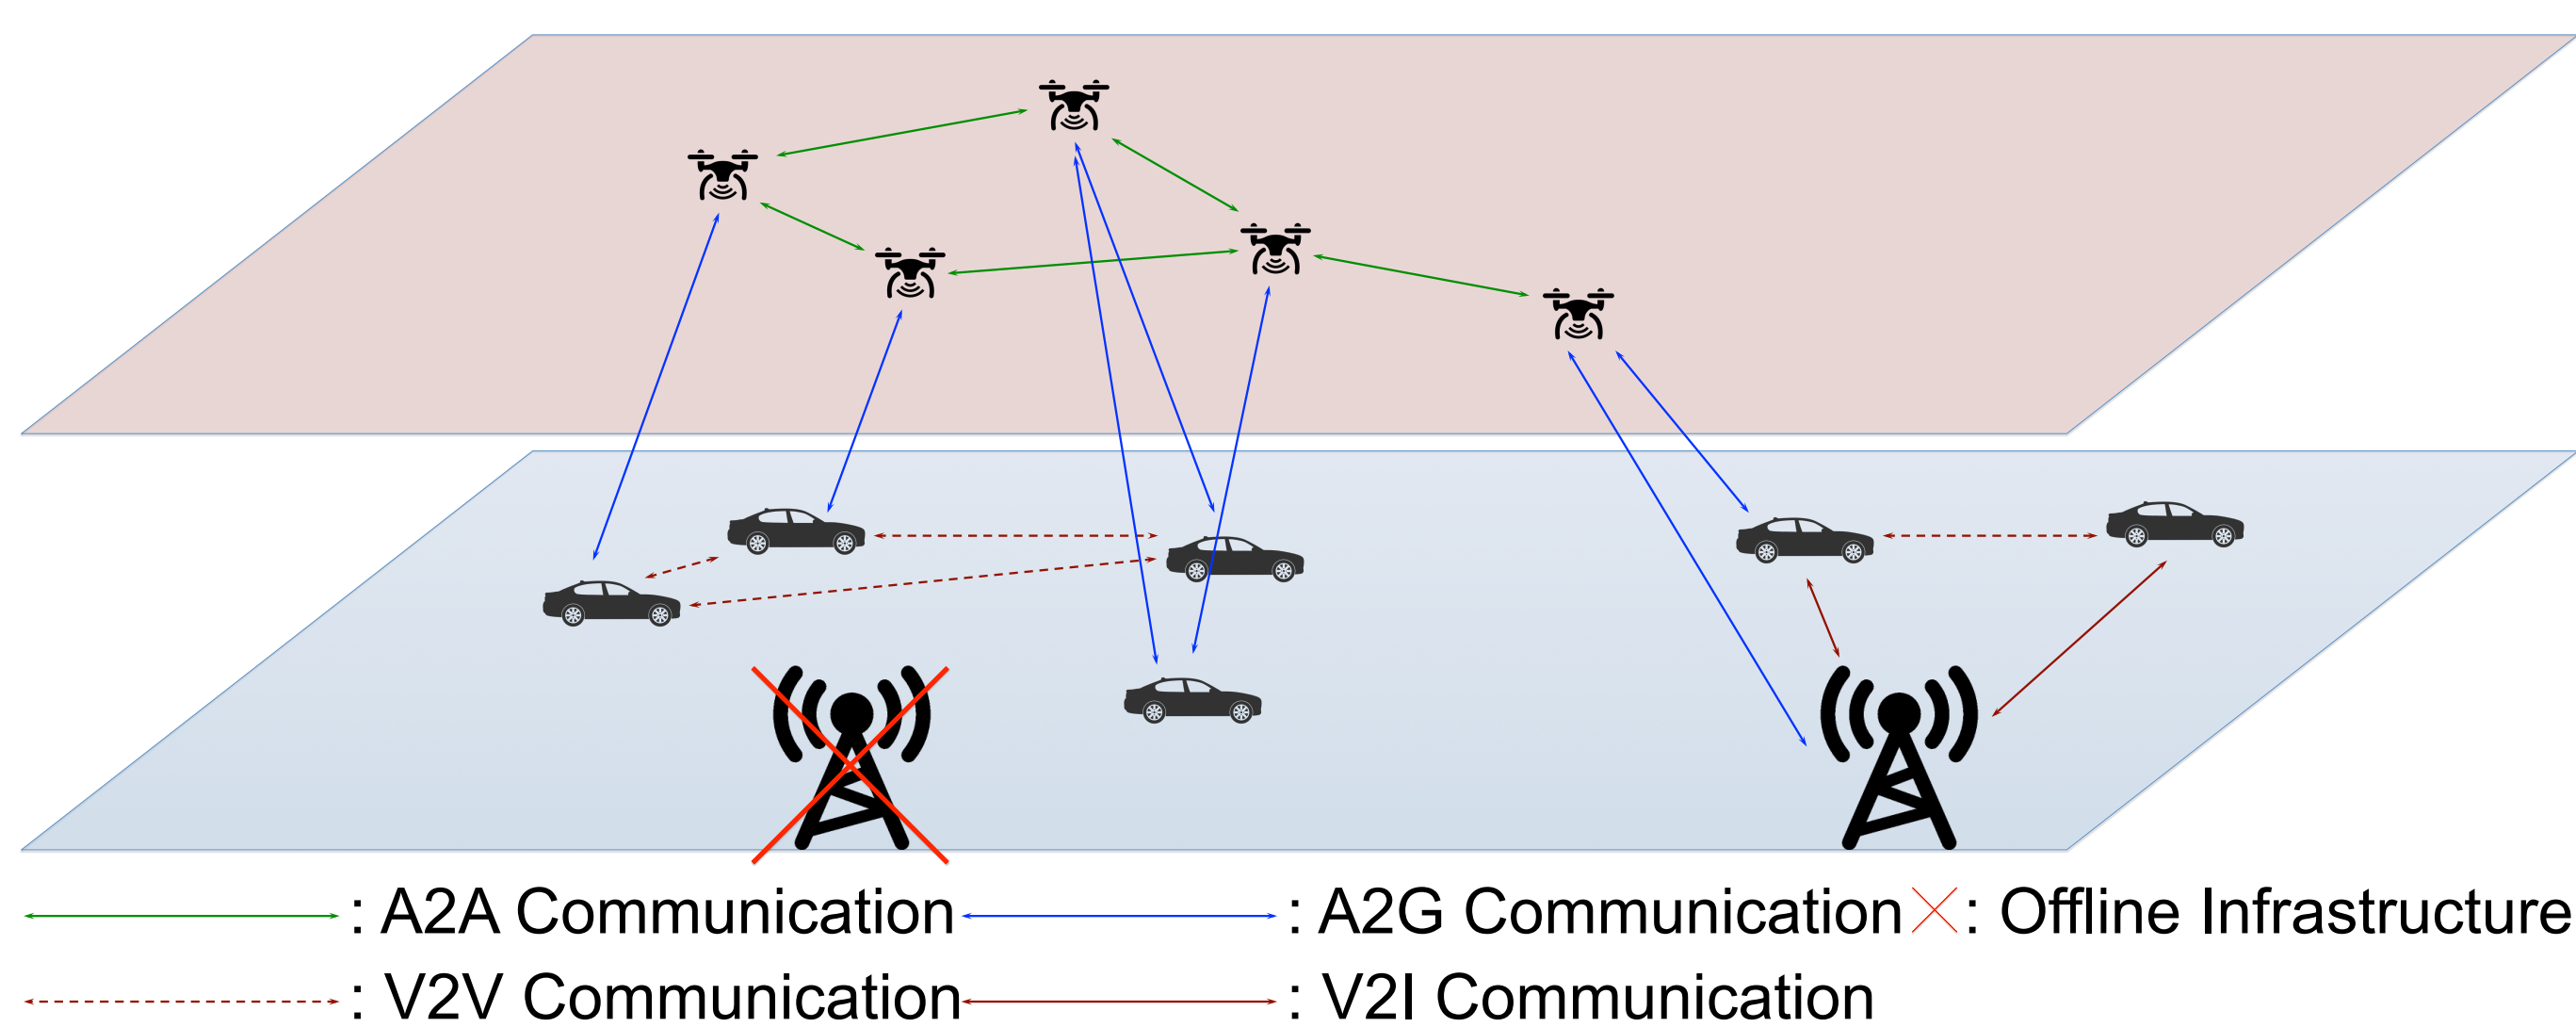 : A2A Communication : A2G Communication : Offline Infrastructure
: V2V Communication : V2I Communication